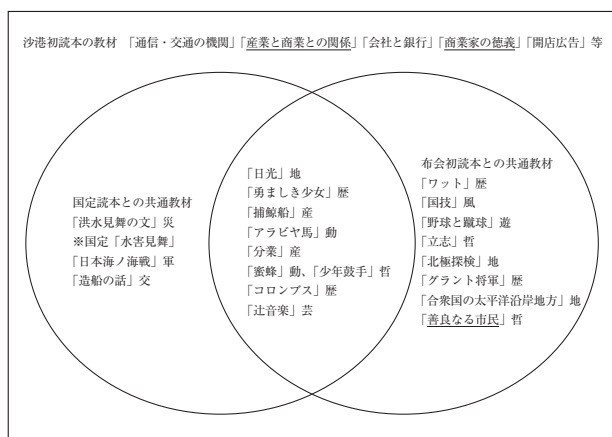 沙港初読本の教材 「通信・交通の機関」「産業と商業との関係」「会社と銀行」「商業家の徳義」「開店広告」等
国定読本との共通教材
「洪水見舞の文」災
※国定「水害見舞」
「日本海ノ海戦」軍
「造船の話」交
「日光」地
「勇ましき少女」歴
「捕鯨船」産
「アラビヤ馬」動
「分業」産
「蜜蜂」動、「少年鼓手」哲
「コロンブス」歴
「辻音楽」芸
布会初読本との共通教材
「ワット」歴
「国技」風
「野球と蹴球」遊
「立志」哲
「北極探検」地
「グラント将軍」歴
「合衆国の太平洋沿岸地方」地
「善良なる市民」哲